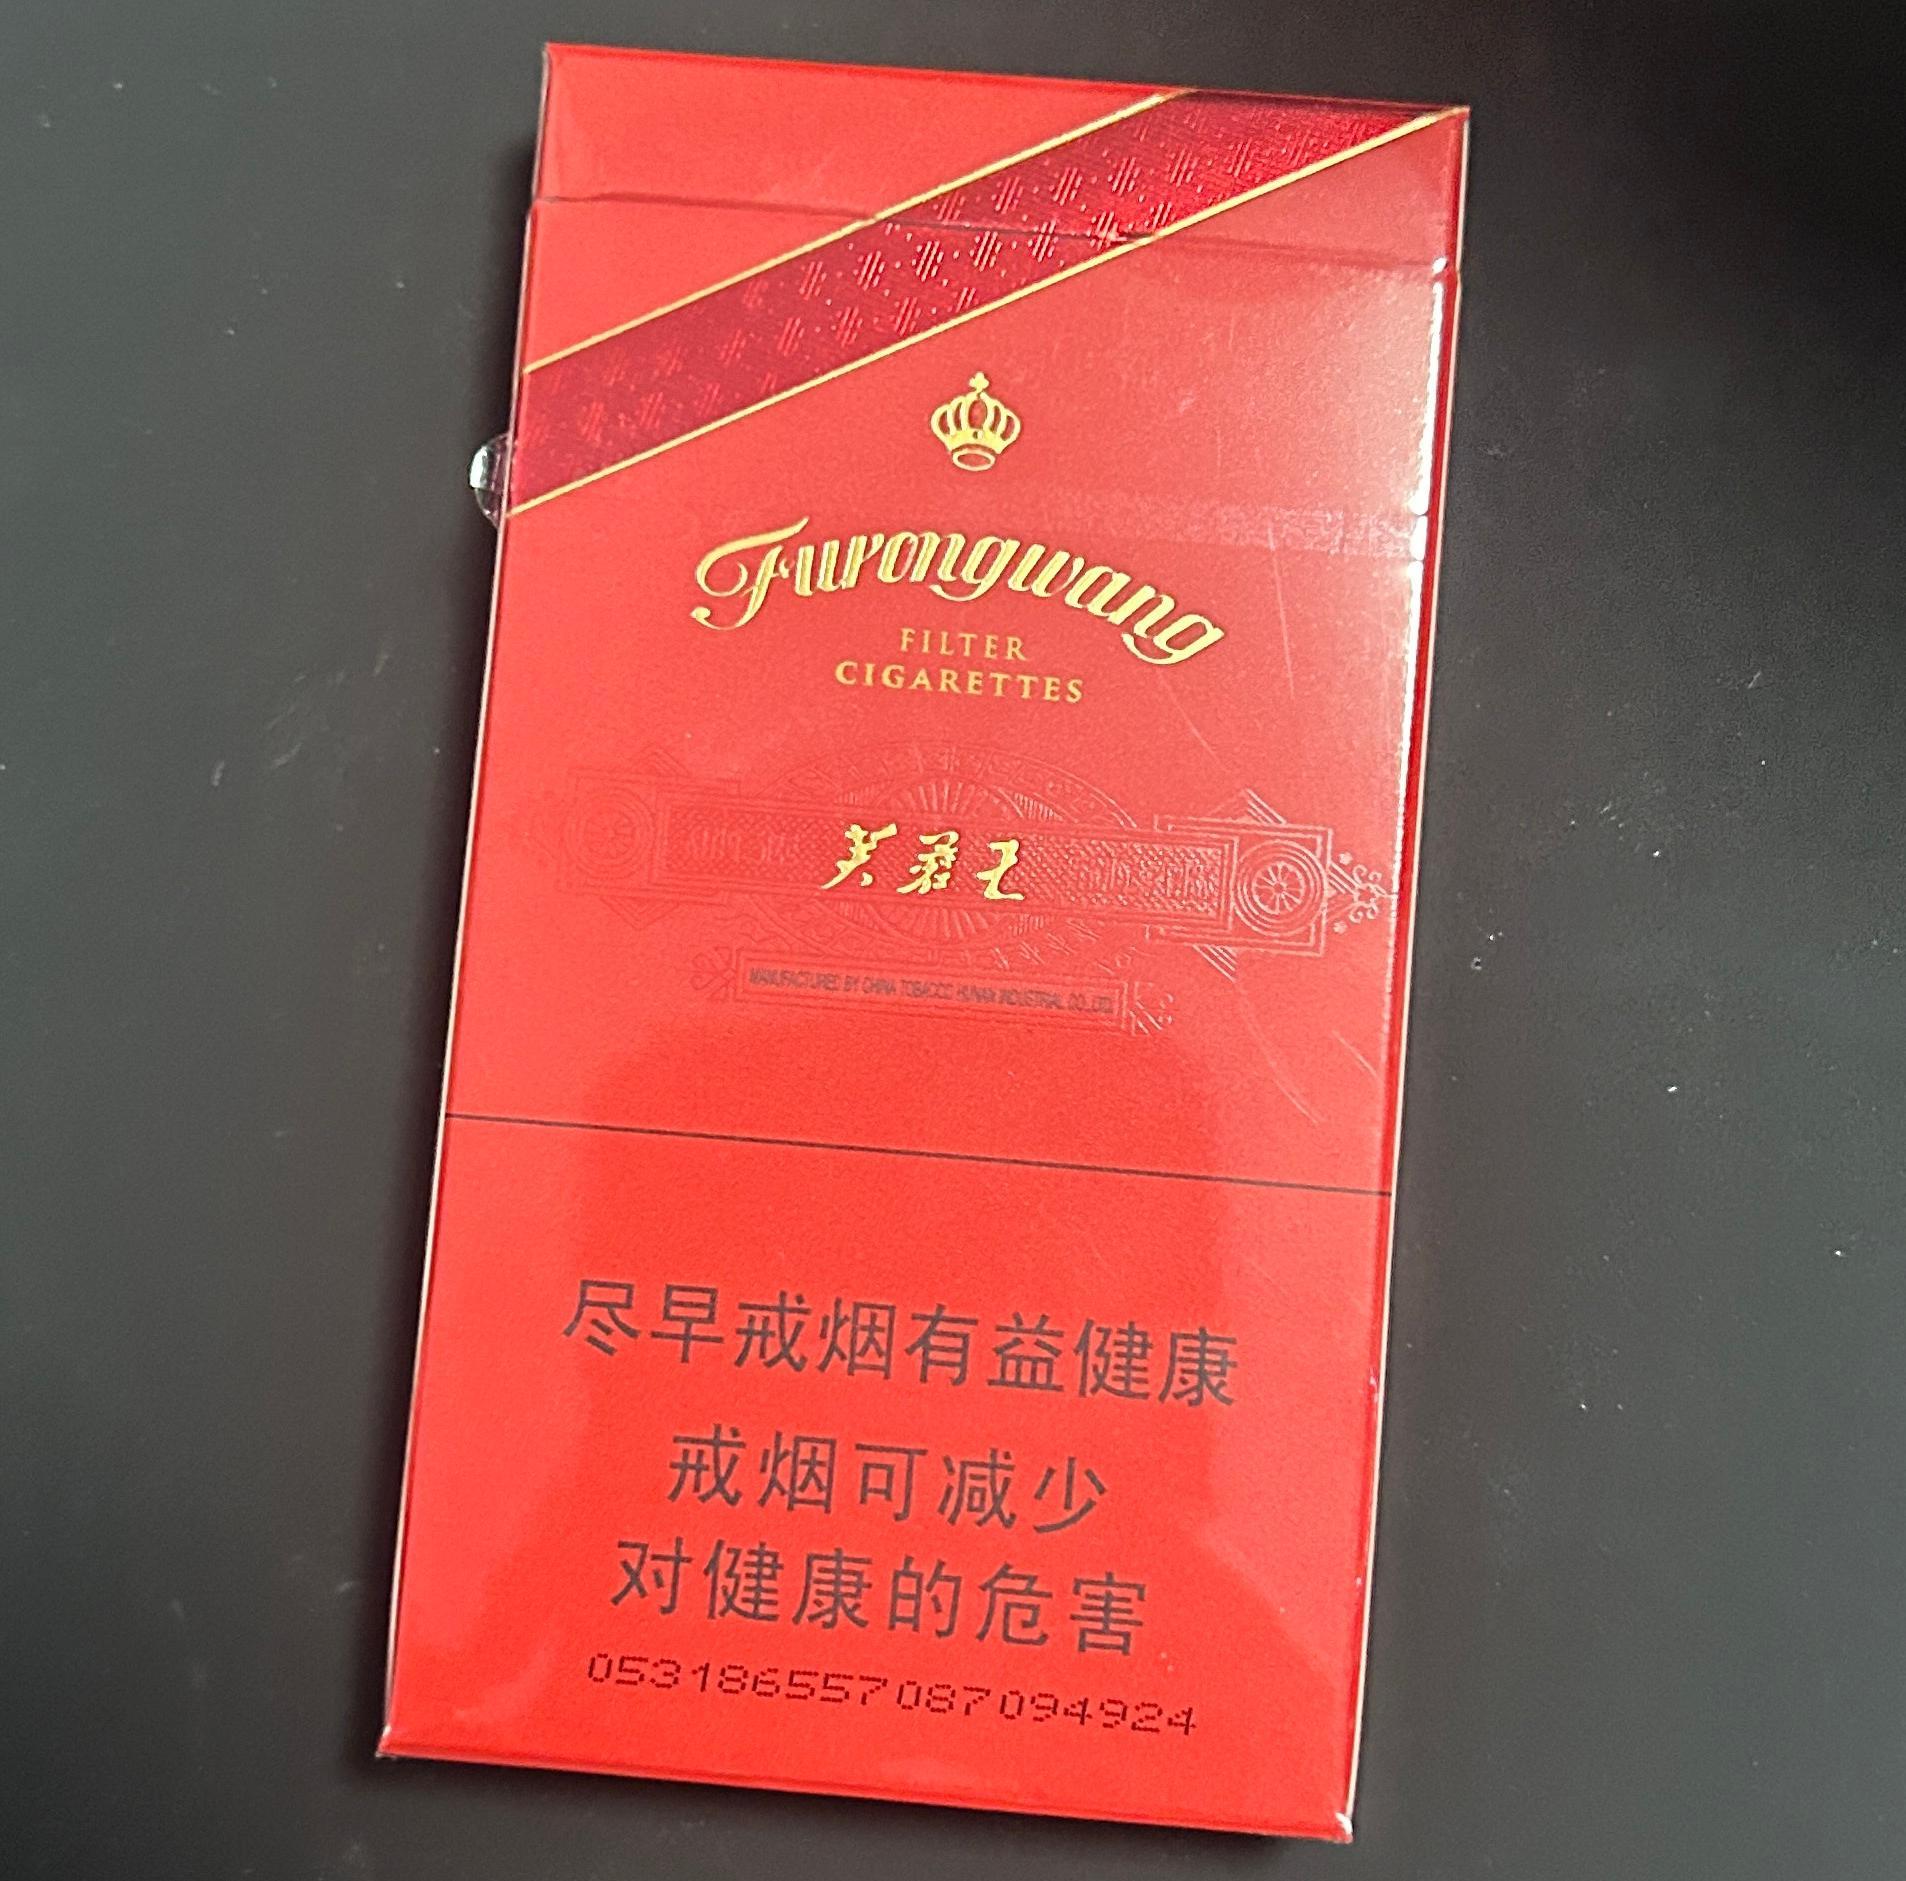 Furongwang
FILTER
CIGARETTES
芙蓉王
MANUFACTURED BY CHINA TOBACCO HUNAN INDUSTRIAL CO.,LTD.
尽早戒烟有益健康
戒烟可减少
对健康的危害
053186557087094924